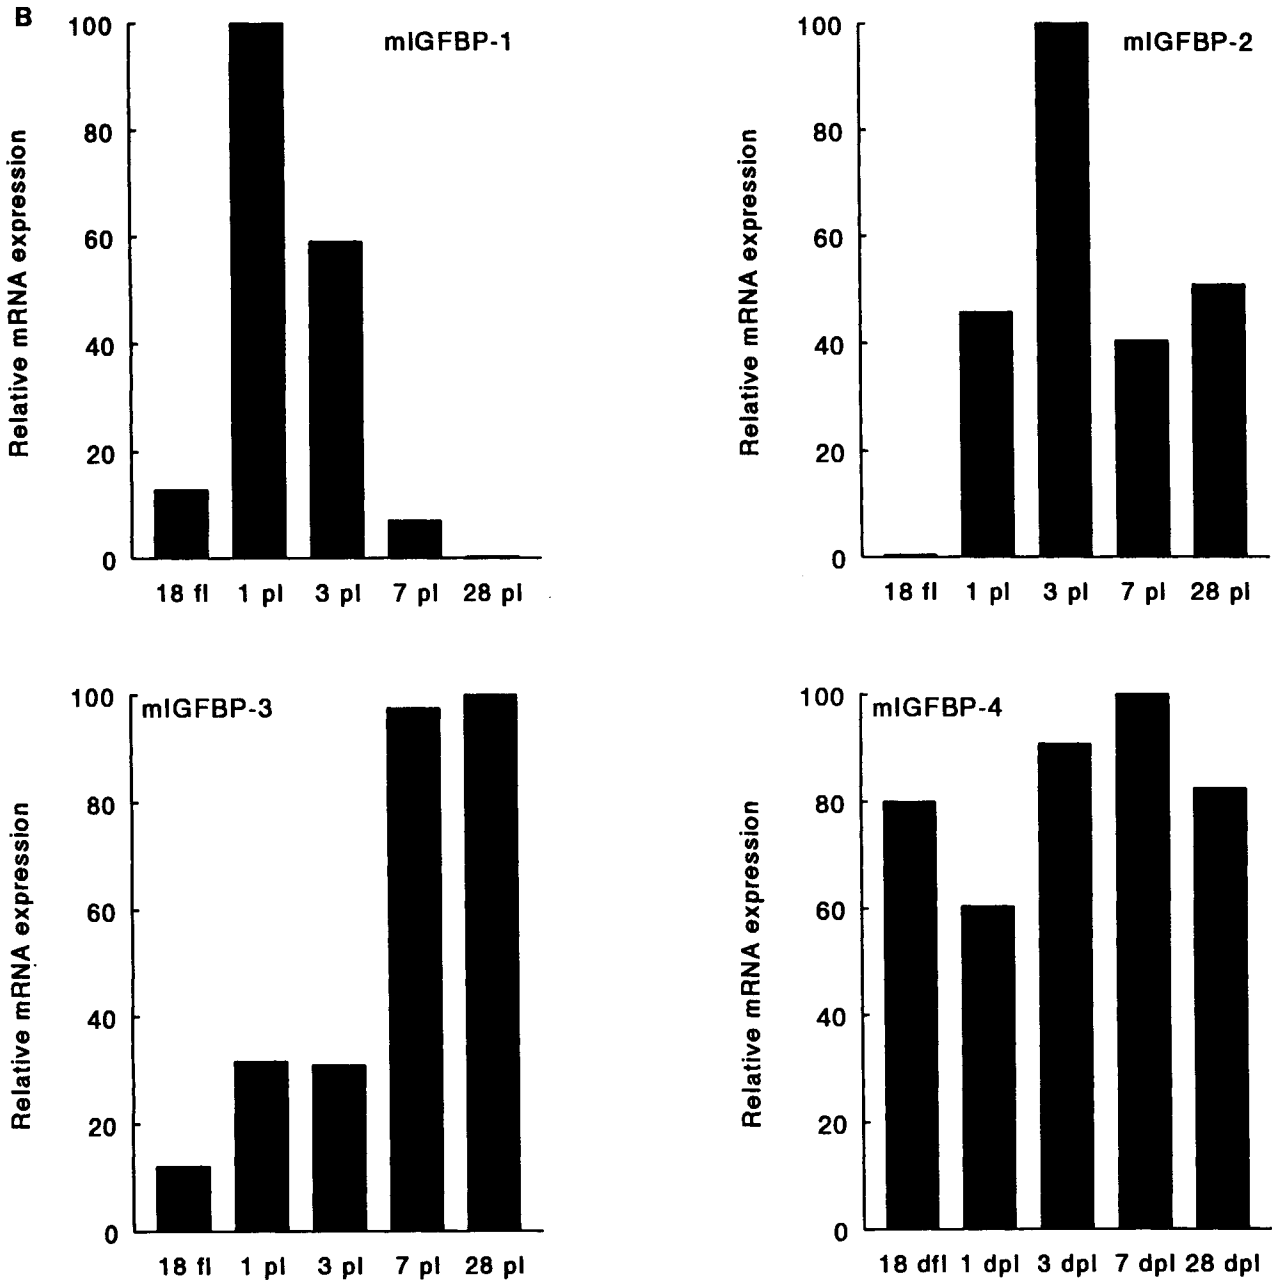 B
mIGFBP-1
Relative mRNA expression
100
80
60
40
20
0
18 fl 1 pl 3 pl 7 pl 28 pl
mIGFBP-2
Relative mRNA expression
100
80
60
40
20
0
18 fl 1 pl 3 pl 7 pl 28 pl
mIGFBP-3
Relative mRNA expression
100
80
60
40
20
0
18 fl 1 pl 3 pl 7 pl 28 pl
mIGFBP-4
Relative mRNA expression
100
80
60
40
20
0
18 dfl 1 dpl 3 dpl 7 dpl 28 dpl